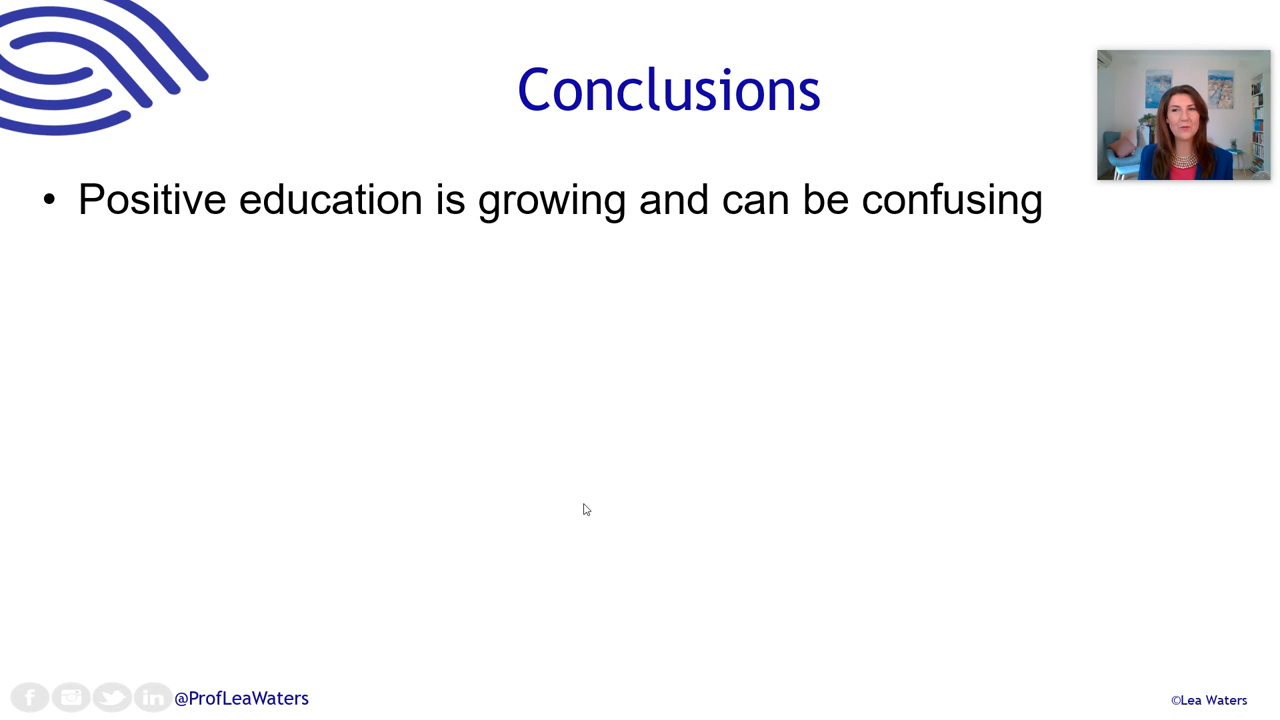 Conclusions
• Positive education is growing and can be confusing
@ProfLeaWaters
©Lea Waters